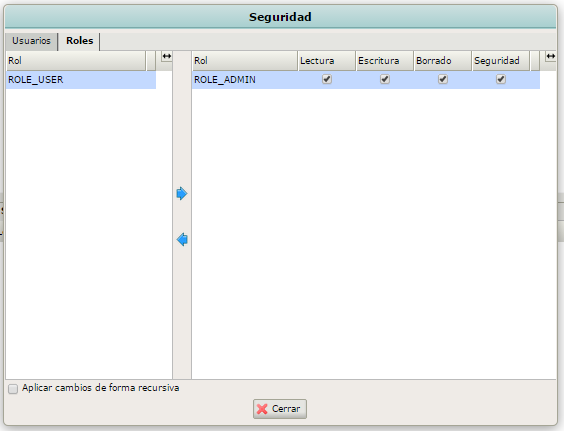 Seguridad
Usuarios Roles
Rol Rol Lectura Escritura Borrado Seguridad
ROLE_USER ROLE_ADMIN
Aplicar cambios de forma recursiva
Cerrar